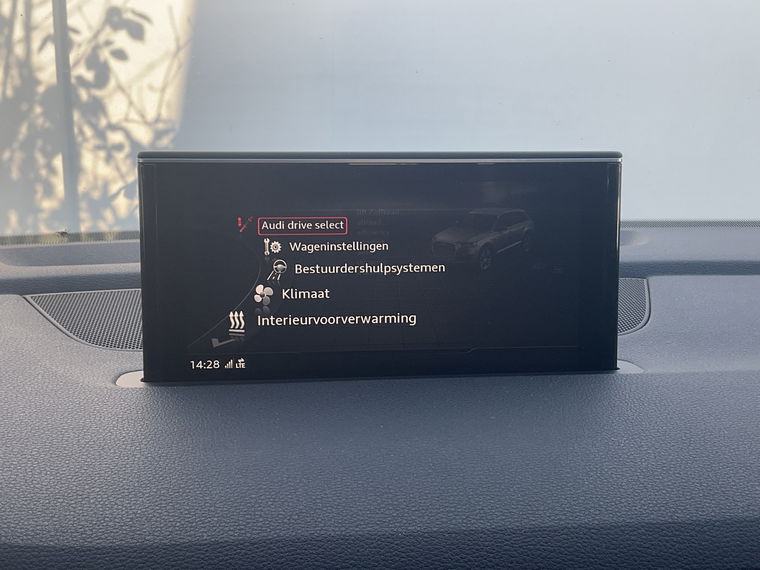 Audi drive select
Wageninstellingen
Bestuurdershulpsystemen
Klimaat
Interieurvoorverwarming
14:28 LTE